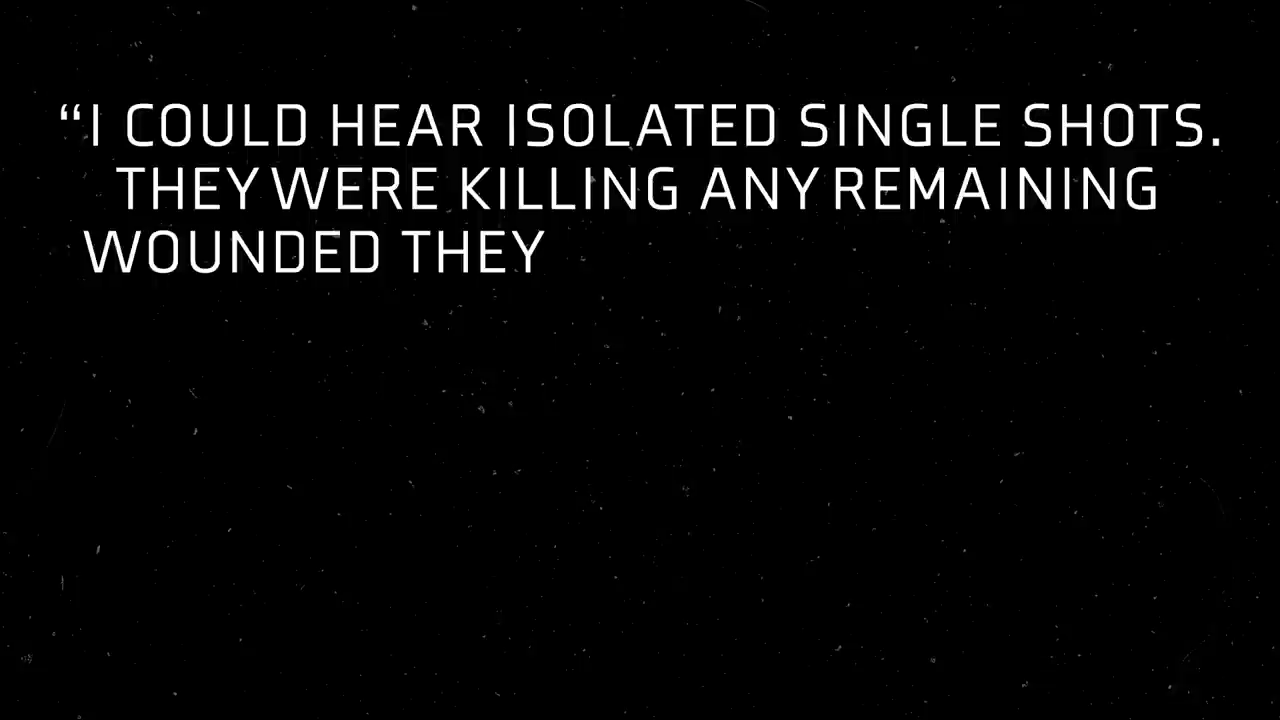 “I COULD HEAR ISOLATED SINGLE SHOTS.
THEY WERE KILLING ANY REMAINING
WOUNDED THEY